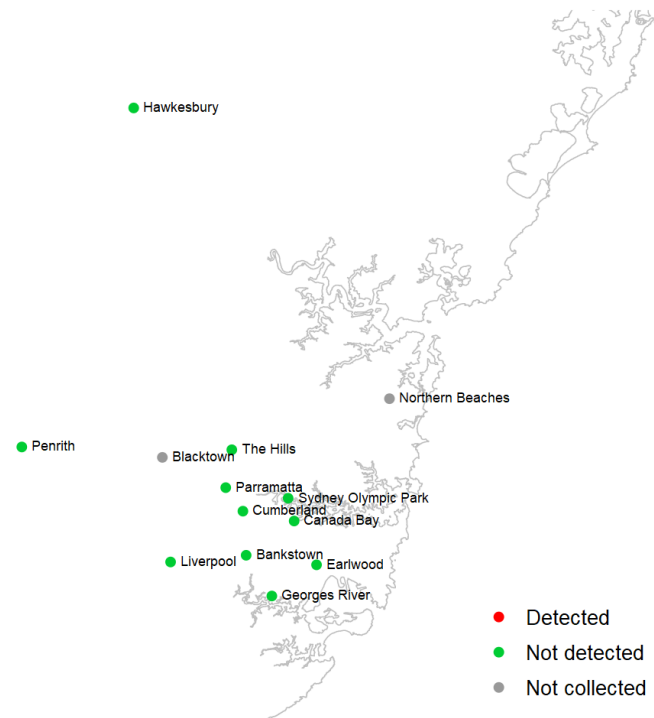 Hawkesbury
Northern Beaches
Penrith
The Hills
Blacktown
Parramatta
Sydney Olympic Park
Cumberland
Canada Bay
Bankstown
Liverpool
Earlwood
Georges River
Detected
Not detected
Not collected